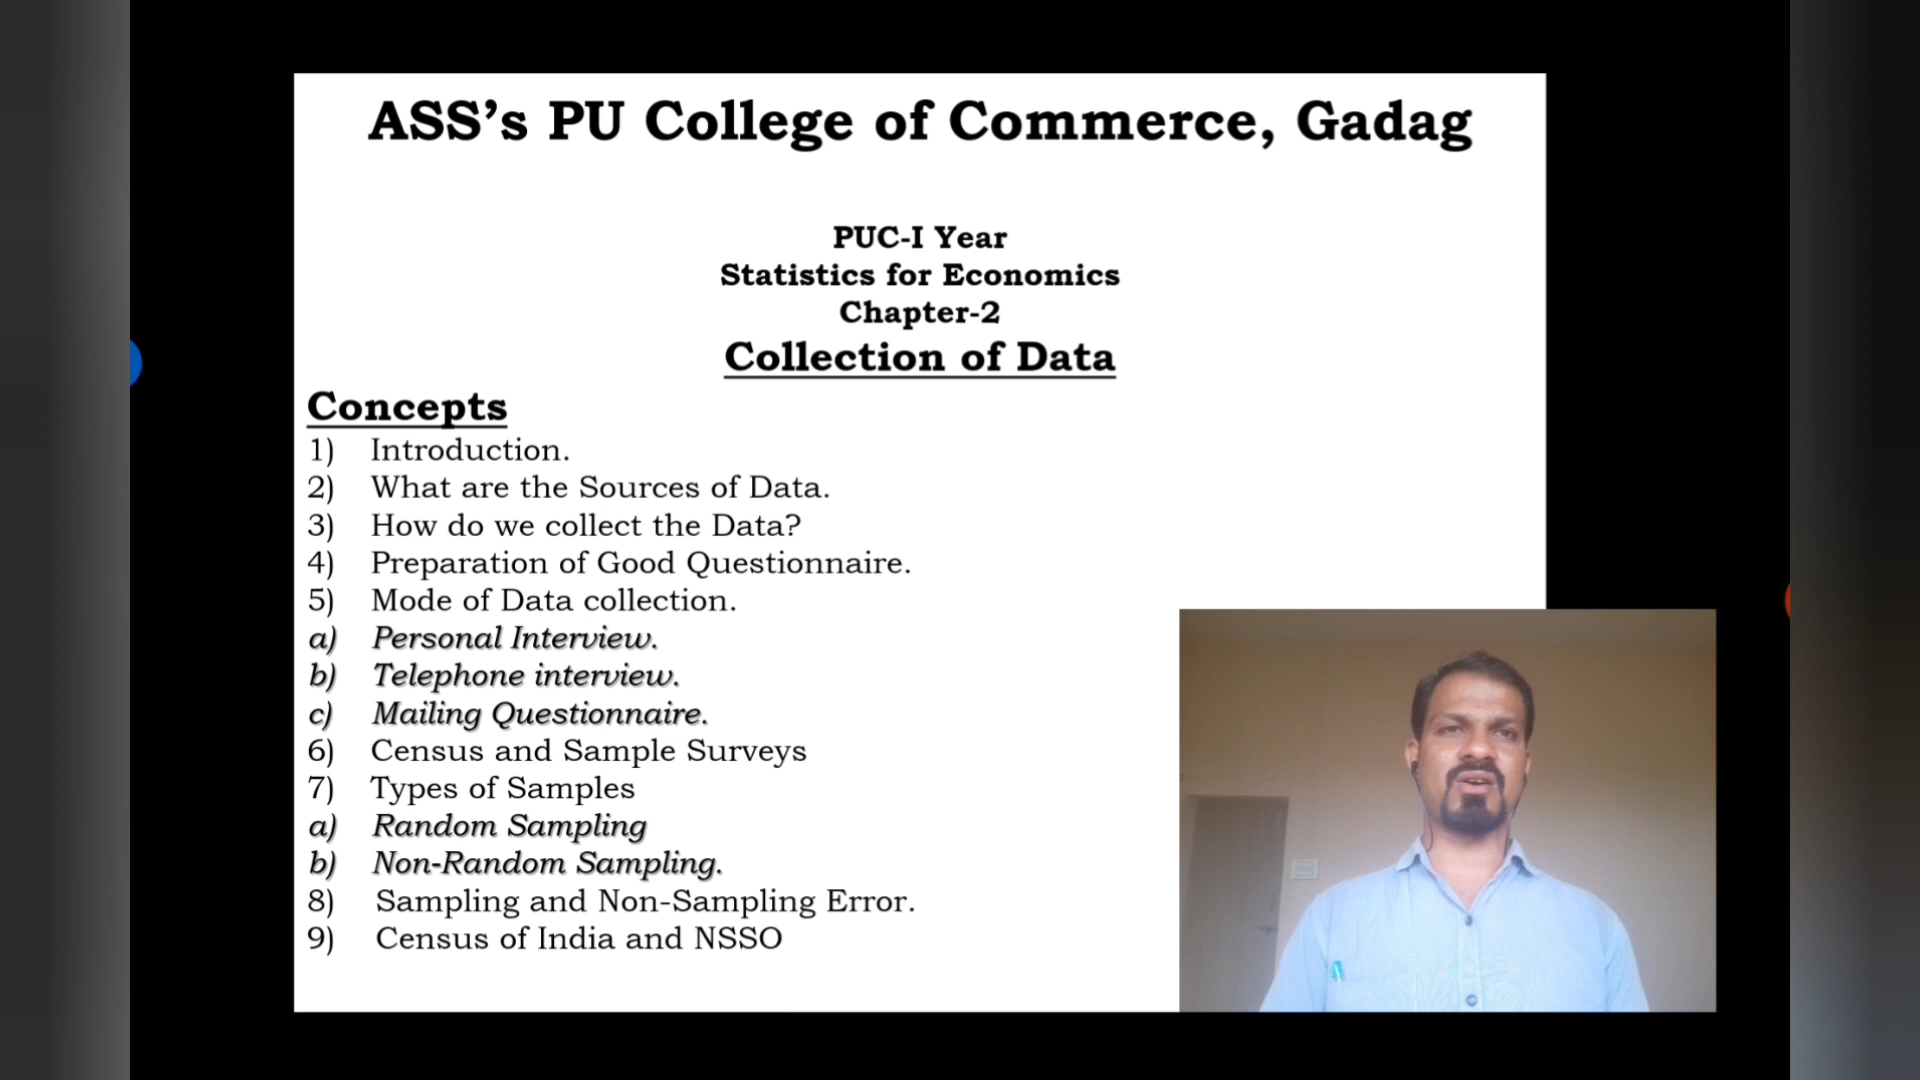 ASS’s PU College of Commerce, Gadag
PUC-I Year
Statistics for Economics
Chapter-2
Collection of Data
Concepts
1) Introduction.
2) What are the Sources of Data.
3) How do we collect the Data?
4) Preparation of Good Questionnaire.
5) Mode of Data collection.
a) Personal Interview.
b) Telephone interview.
c) Mailing Questionnaire.
6) Census and Sample Surveys
7) Types of Samples
a) Random Sampling
b) Non-Random Sampling.
8) Sampling and Non-Sampling Error.
9) Census of India and NSSO